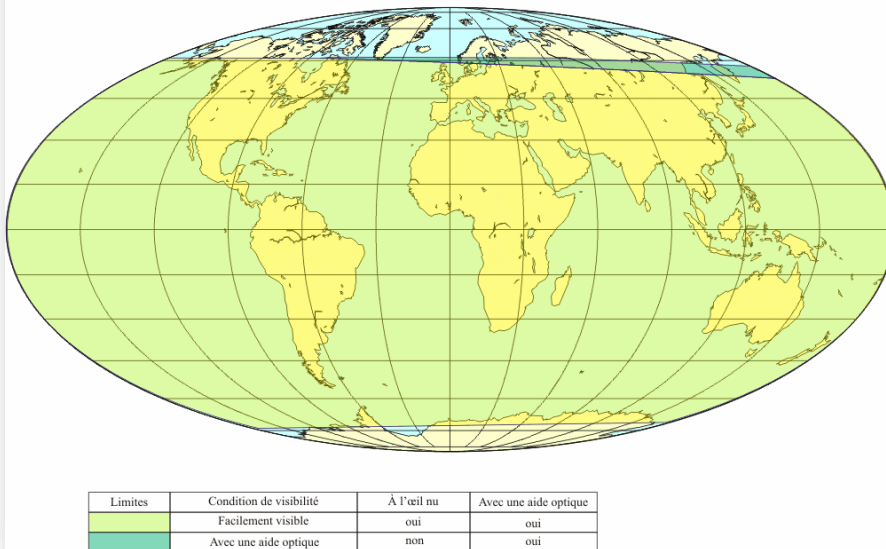 Limites Condition de visibilité À l’œil nu Avec une aide optique
Facilement visible oui oui
Avec une aide optique non oui